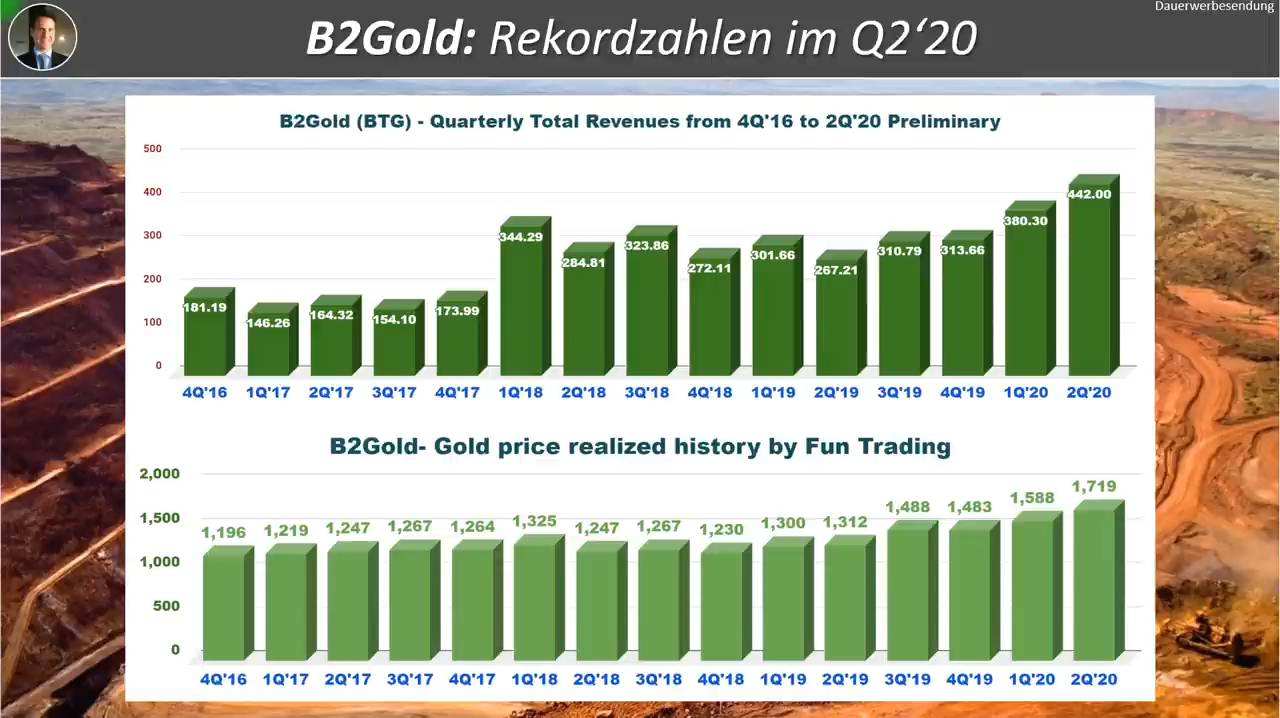 Dauerwerbesendung
B2Gold: Rekordzahlen im Q2‘20
B2Gold (BTG) - Quarterly Total Revenues from 4Q'16 to 2Q'20 Preliminary
500
400
300
200
100
0
181.19 146.26 164.32 154.10 173.99 344.29 284.81 323.86 272.11 301.66 267.21 310.79 313.66 380.30 442.00
4Q'16 1Q'17 2Q'17 3Q'17 4Q'17 1Q'18 2Q'18 3Q'18 4Q'18 1Q'19 2Q'19 3Q'19 4Q'19 1Q'20 2Q'20
B2Gold- Gold price realized history by Fun Trading
2,000
1,500
1,000
500
0
1,196 1,219 1,247 1,267 1,264 1,325 1,247 1,267 1,230 1,300 1,312 1,488 1,483 1,588 1,719
4Q'16 1Q'17 2Q'17 3Q'17 4Q'17 1Q'18 2Q'18 3Q'18 4Q'18 1Q'19 2Q'19 3Q'19 4Q'19 1Q'20 2Q'20